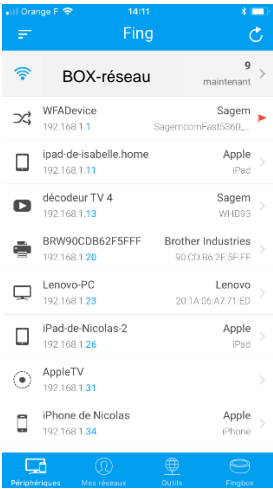 Orange F 14:11
Fing
BOX-réseau 9
maintenant
WFADevice Sagem
192.168.1.1 SagemcomFast5360_...
ipad-de-isabelle.home Apple
192.168.1.11 iPad
décodeur TV 4 Sagem
192.168.1.13 WHD93
BRW90CDB62F5FFF Brother Industries
192.168.1.20 90:CD:B6:2F:5F:FF
Lenovo-PC Lenovo
192.168.1.23 20:1A:06:A7:71:ED
iPad-de-Nicolas-2 Apple
192.168.1.26 iPad
AppleTV
192.168.1.31
iPhone de Nicolas Apple
192.168.1.34 iPhone
Périphériques Mes réseaux Outils Fingbox